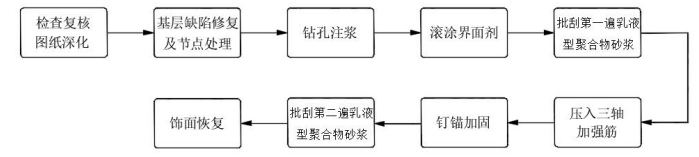 检查复核
图纸深化
基层缺陷修复
及节点处理
钻孔注浆
滚涂界面剂
批刮第一遍乳液
型聚合物砂浆
压入三轴
加强筋
钉锚加固
批刮第二遍乳液
型聚合物砂浆
饰面恢复